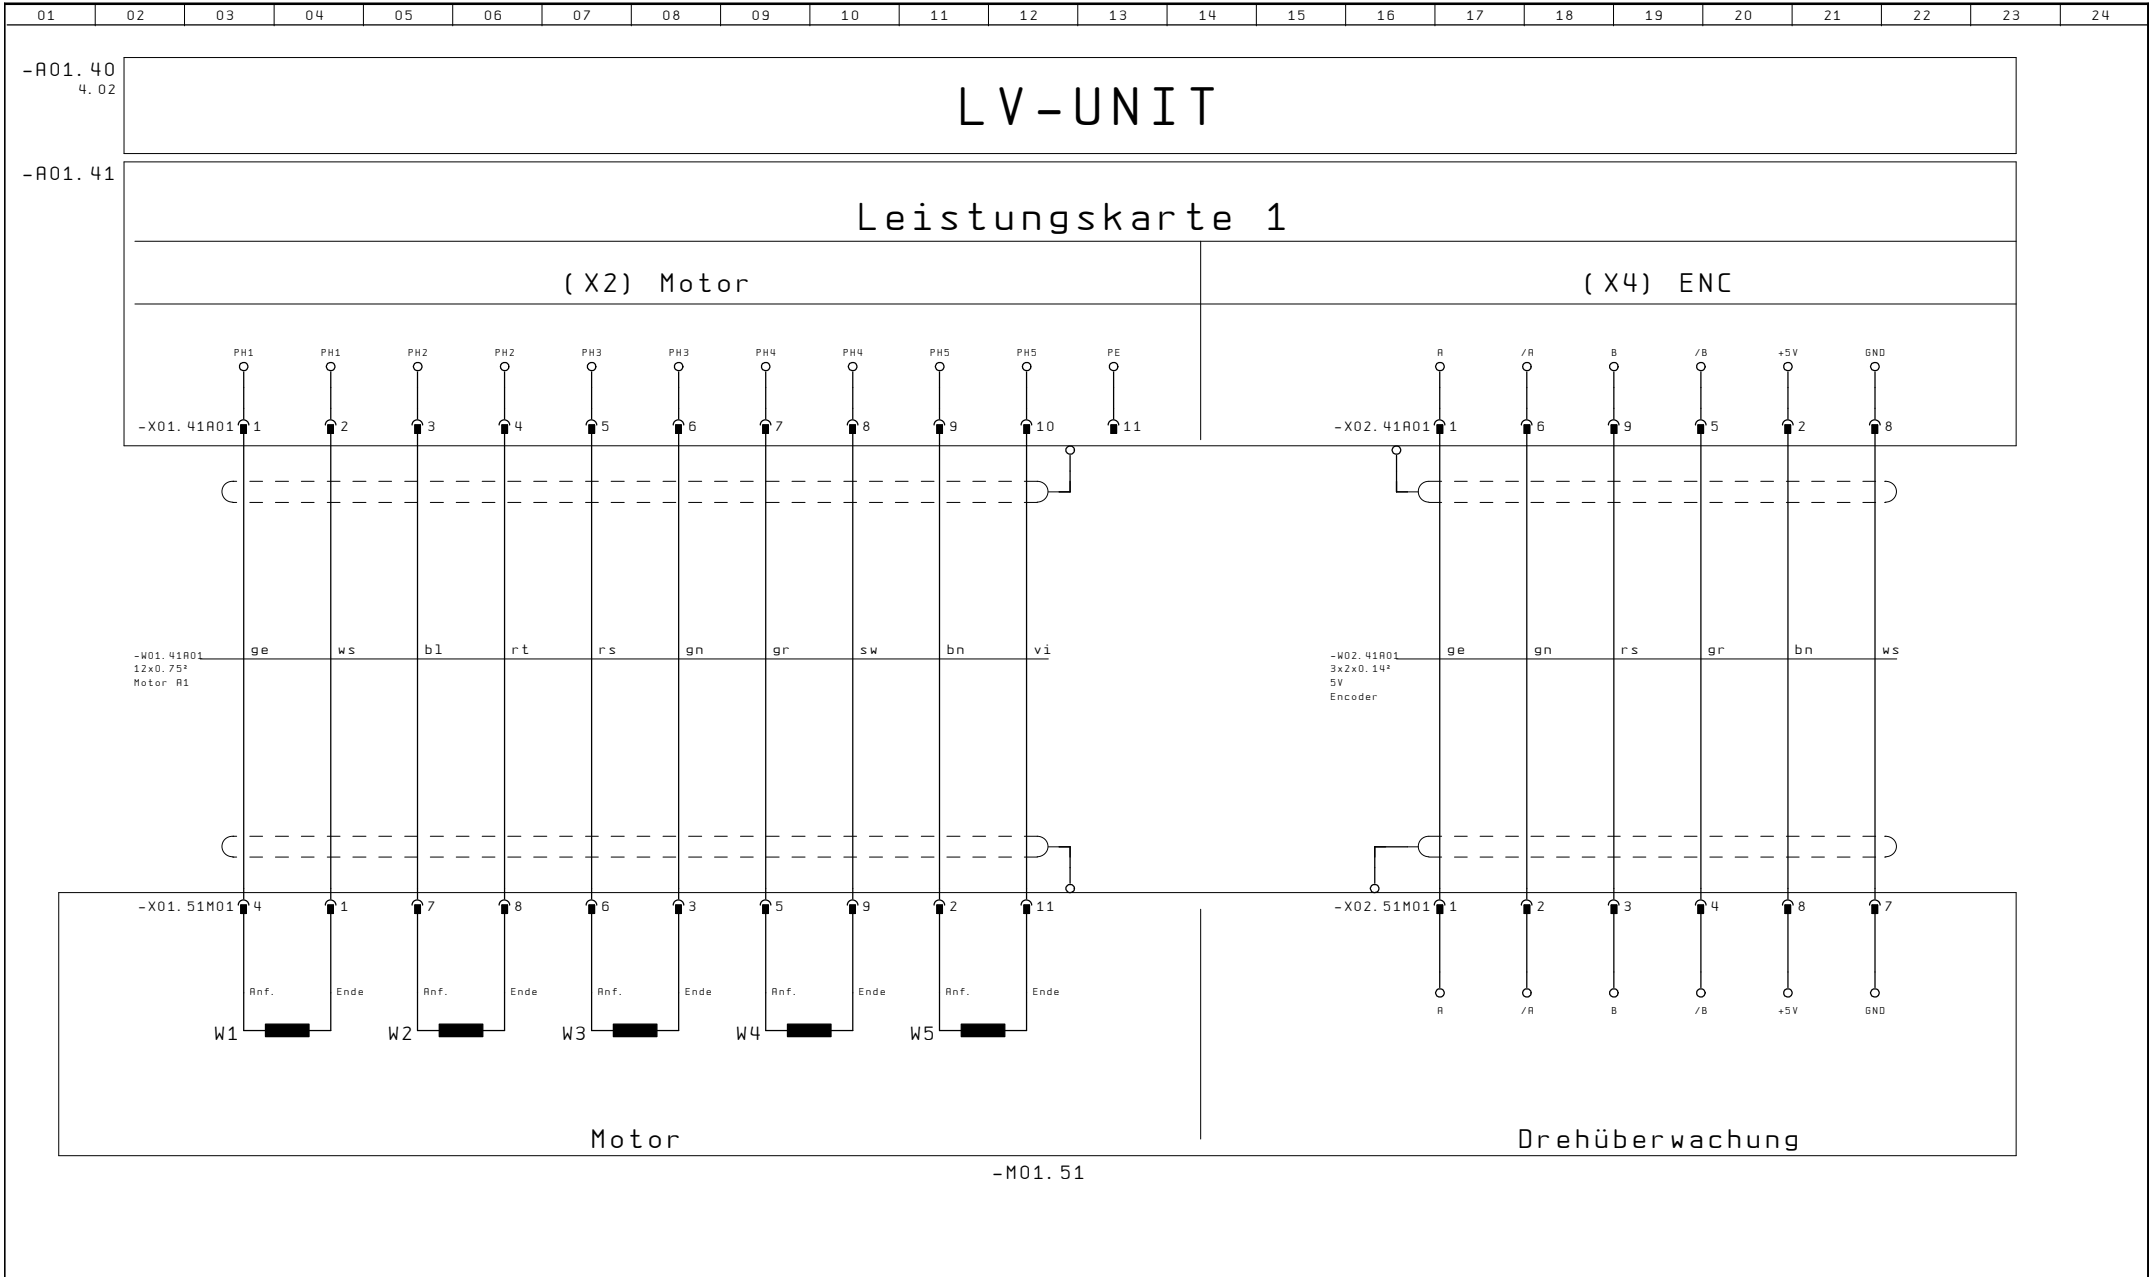 01 02 03 04 05 06 07 08 09 10 11 12 13 14 15 16 17 18 19 20 21 22 23 24
-A01.40
4.02
LV-UNIT
-A01.41
Leistungskarte 1
(X2) Motor (X4) ENC
PH1 PH1 PH2 PH2 PH3 PH3 PH4 PH4 PH5 PH5 PE A /A B /B +5V GND
-X01.41A01 1 2 3 4 5 6 7 8 9 10 11 -X02.41A01 1 6 9 5 2 8
ge ws bl rt rs gn gr sw bn vi ge gn rs gr bn ws
-W01.41A01
12x0.75²
Motor A1
-W02.41A01
3x2x0.14²
5V
Encoder
-X01.51M01 4 1 7 8 6 3 5 9 2 11 -X02.51M01 1 2 3 4 8 7
Anf. Ende Anf. Ende Anf. Ende Anf. Ende Anf. Ende
A /A B /B +5V GND
W1 W2 W3 W4 W5
Motor Drehüberwachung
-M01.51